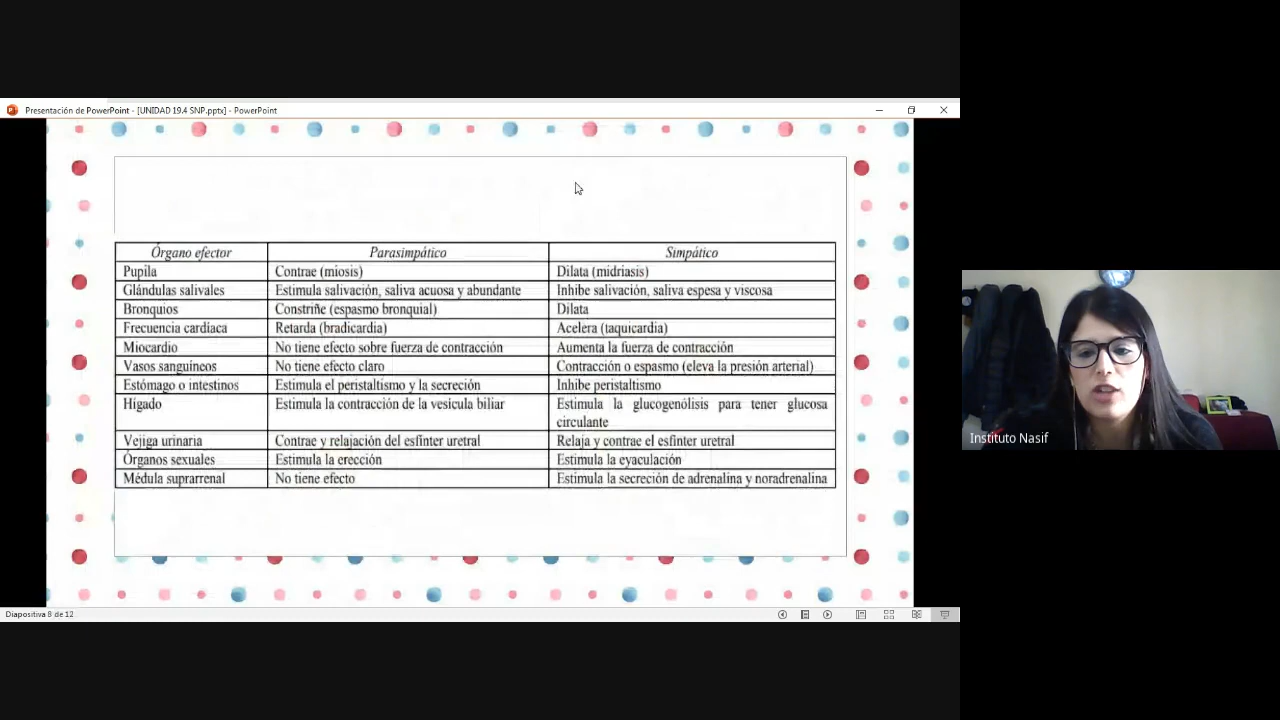 Presentación de PowerPoint - [UNIDAD 19.4 SNP.pptx] - PowerPoint
Órgano efector Parasimpático Simpático
Pupila Contrae (miosis) Dilata (midriasis)
Glándulas salivales Estimula salivación, saliva acuosa y abundante Inhibe salivación, saliva espesa y viscosa
Bronquios Constriñe (espasmo bronquial) Dilata
Frecuencia cardíaca Retarda (bradicardia) Acelera (taquicardia)
Miocardio No tiene efecto sobre fuerza de contracción Aumenta la fuerza de contracción
Vasos sanguíneos No tiene efecto claro Contracción o espasmo (eleva la presión arterial)
Estómago o intestinos Estimula el peristaltismo y la secreción Inhibe peristaltismo
Hígado Estimula la contracción de la vesícula biliar Estimula la glucogenólisis para tener glucosa
circulante
Vejiga urinaria Contrae y relajación del esfínter uretral Relaja y contrae el esfínter uretral
Órganos sexuales Estimula la erección Estimula la eyaculación
Médula suprarrenal No tiene efecto Estimula la secreción de adrenalina y noradrenalina
Instituto Nasif
Diapositiva 8 de 12